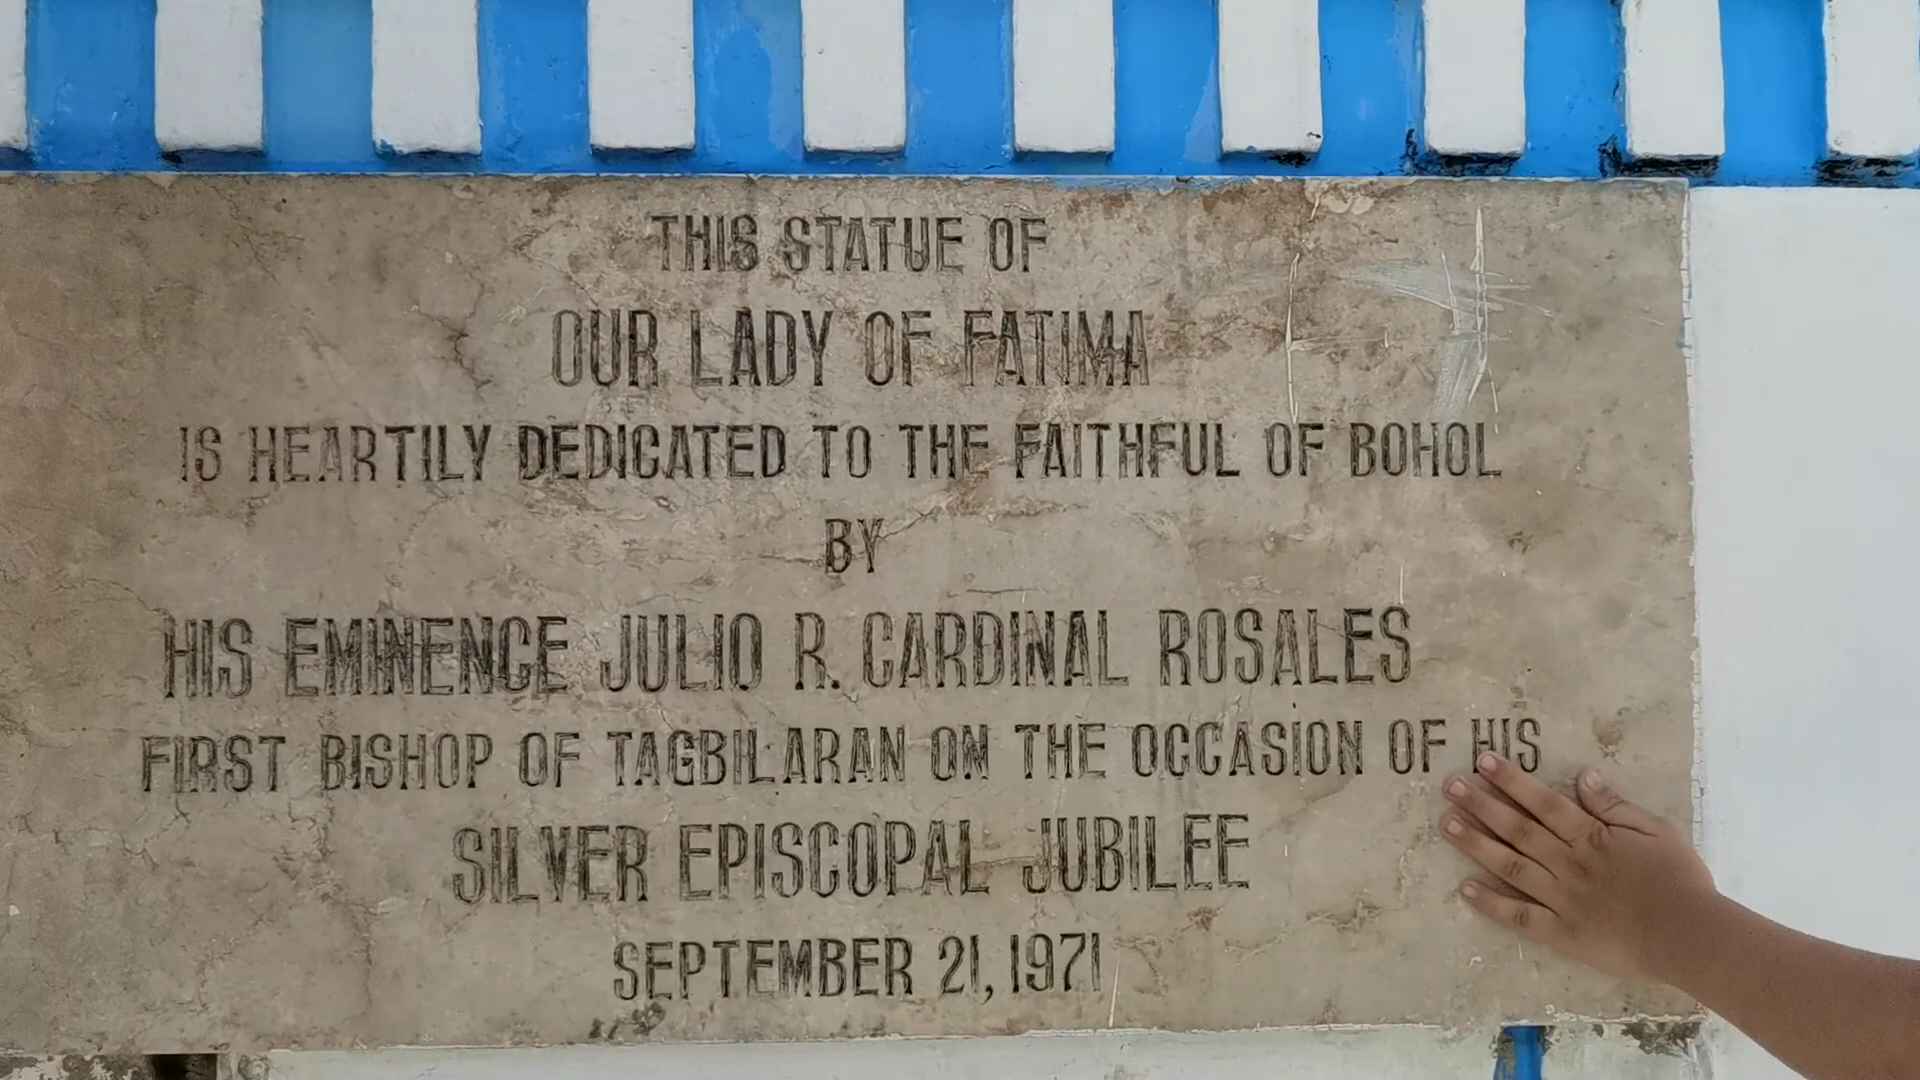 THIS STATUE OF
OUR LADY OF FATIMA
IS HEARTILY DEDICATED TO THE FAITHFUL OF BOHOL
BY
HIS EMINENCE JULIO R. CARDINAL ROSALES
FIRST BISHOP OF TAGBILARAN ON THE OCCASION OF HIS
SILVER EPISCOPAL JUBILEE
SEPTEMBER 21, 1971